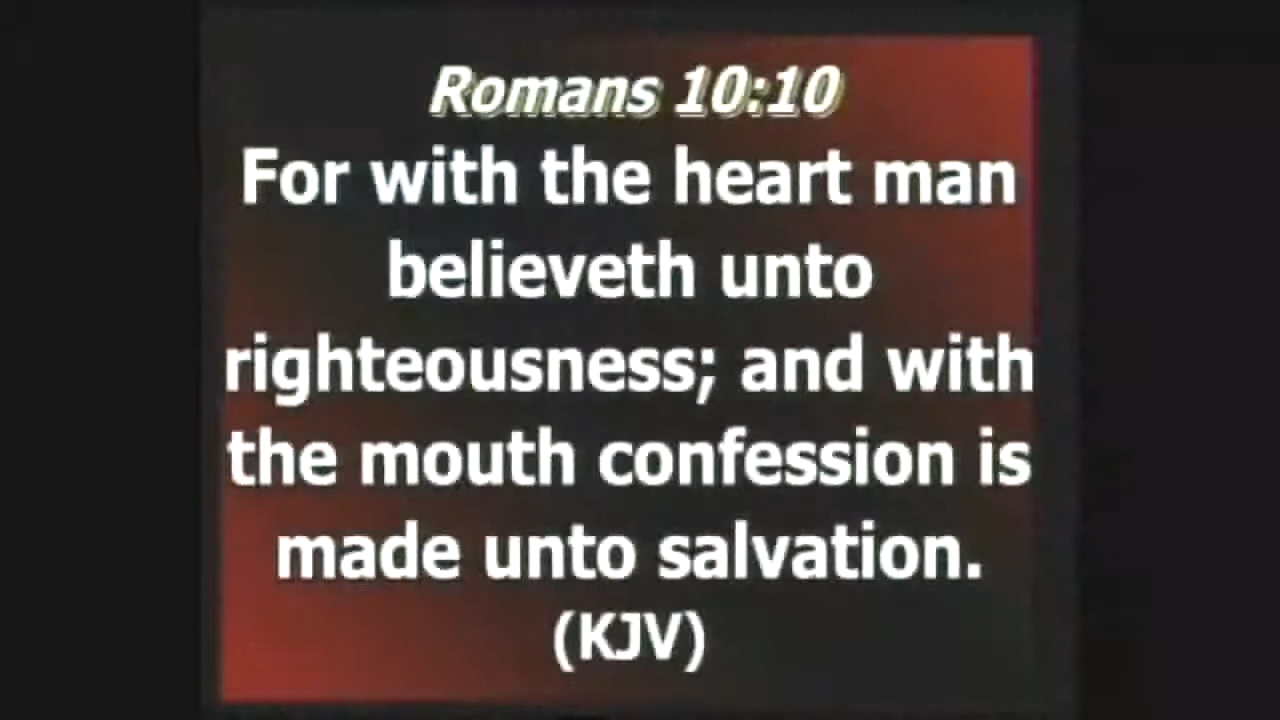 Romans 10:10
For with the heart man
believeth unto
righteousness; and with
the mouth confession is
made unto salvation.
(KJV)